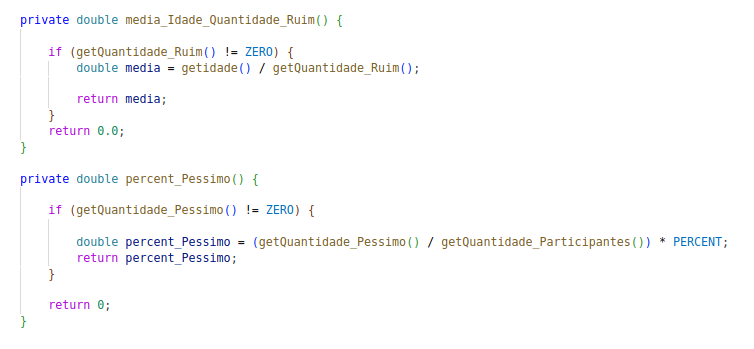 private double media_Idade_Quantidade_Ruim() {
if (getQuantidade_Ruim() != ZERO) {
double media = getidade() / getQuantidade_Ruim();
return media;
}
return 0.0;
}
private double percent_Pessimo() {
if (getQuantidade_Pessimo() != ZERO) {
double percent_Pessimo = (getQuantidade_Pessimo() / getQuantidade_Participantes()) * PERCENT;
return percent_Pessimo;
}
return 0;
}